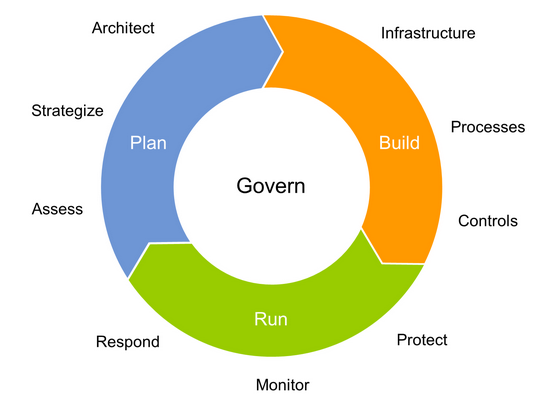 Architect
Infrastructure
Strategize
Processes
Plan
Build
Govern
Assess
Controls
Run
Respond
Protect
Monitor